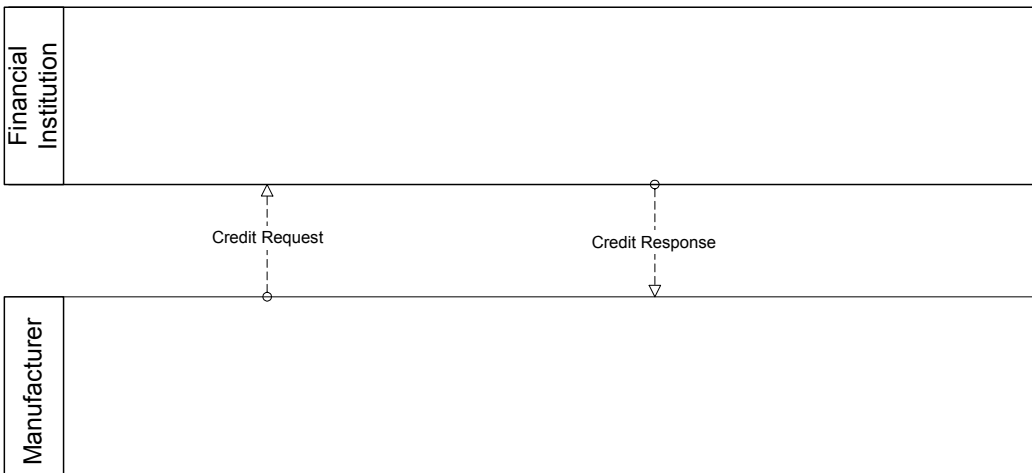 Financial
Institution
Credit Request
Credit Response
Manufacturer